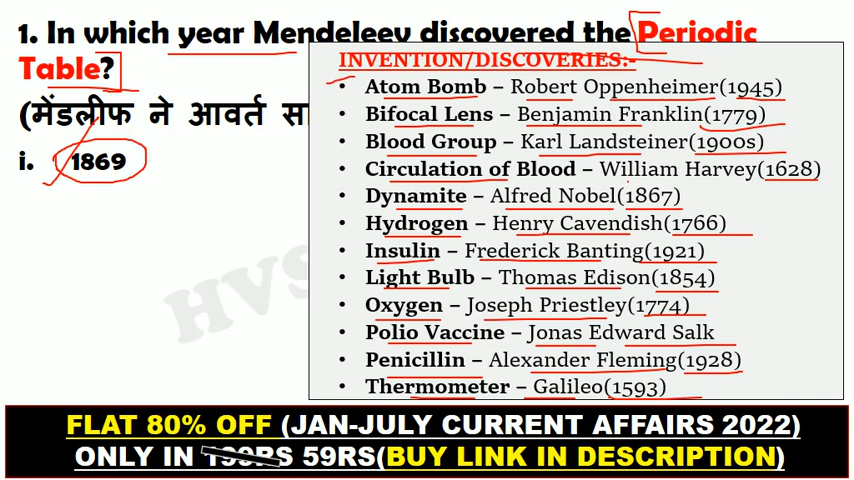 1. In which year Mendeleev discovered the Periodic
Table?
(मेंडलीफ ने आवर्त
i. 1869
INVENTION/DISCOVERIES:-
• Atom Bomb – Robert Oppenheimer(1945)
• Bifocal Lens – Benjamin Franklin(1779)
• Blood Group – Karl Landsteiner(1900s)
• Circulation of Blood – William Harvey(1628)
• Dynamite – Alfred Nobel(1867)
• Hydrogen – Henry Cavendish(1766)
• Insulin – Frederick Banting(1921)
• Light Bulb – Thomas Edison(1854)
• Oxygen – Joseph Priestley(1774)
• Polio Vaccine – Jonas Edward Salk
• Penicillin – Alexander Fleming(1928)
• Thermometer – Galileo(1593)
HVS
FLAT 80% OFF (JAN-JULY CURRENT AFFAIRS 2022)
ONLY IN 199RS 59RS(BUY LINK IN DESCRIPTION)